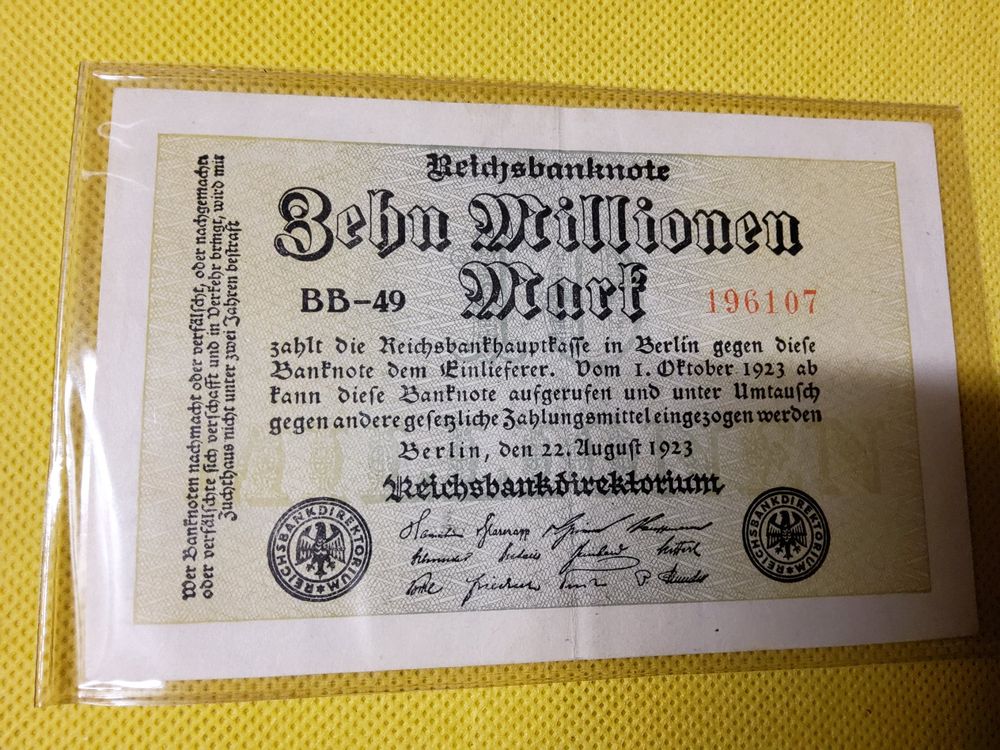 Reichsbanknote
Zehn Millionen
Mark
BB-49
196107
zahlt die Reichsbankhauptkasse in Berlin gegen diese
Banknote dem Einlieferer. Vom 1. Oktober 1923 ab
kann diese Banknote aufgerufen und unter Umtausch
gegen andere gesetzliche Zahlungsmittel eingezogen werden
Berlin, den 22. August 1923
Reichsbankdirektorium
REICHSBANKDIREKTORIUM
REICHSBANKDIREKTORIUM
Wer Banknoten nachmacht oder verfälscht, oder nachgemachte
oder verfälschte sich verschafft und in Verkehr bringt, wird mit
Zuchthaus nicht unter zwei Jahren bestraft